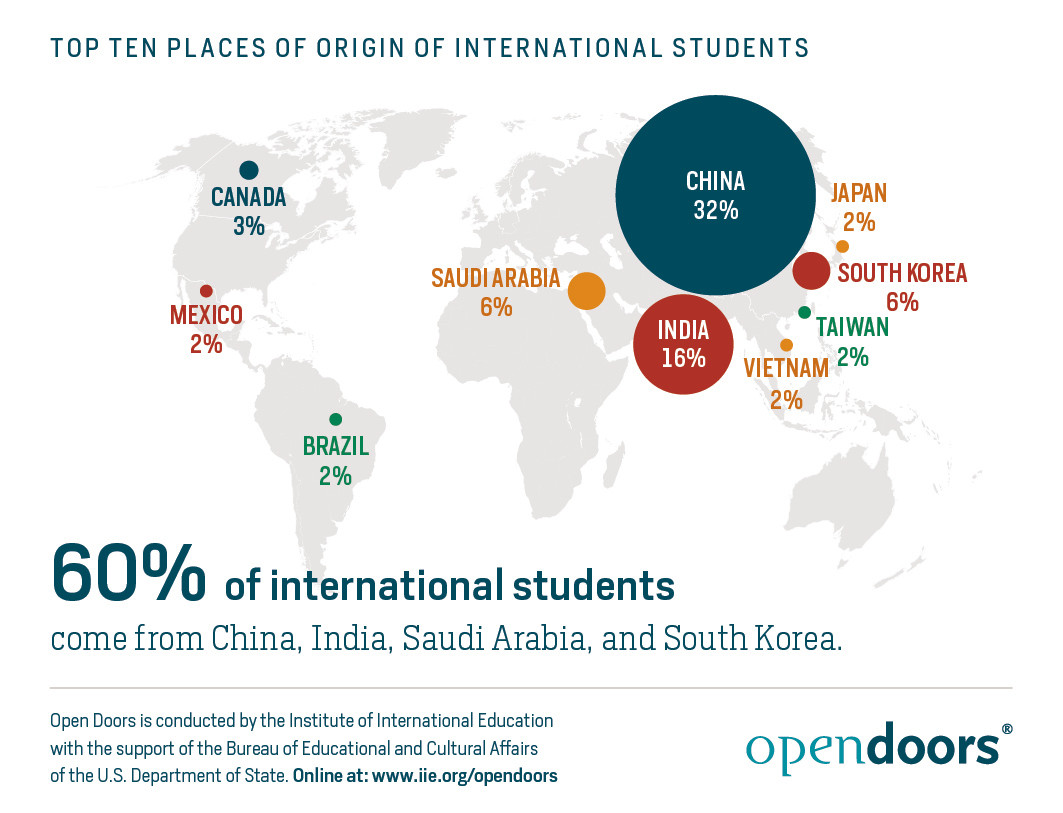 TOP TEN PLACES OF ORIGIN OF INTERNATIONAL STUDENTS
CANADA
3%
CHINA
32%
JAPAN
2%
SAUDI ARABIA
6%
SOUTH KOREA
6%
MEXICO
2%
INDIA
16%
TAIWAN
2%
VIETNAM
2%
BRAZIL
2%
60% of international students
come from China, India, Saudi Arabia, and South Korea.
Open Doors is conducted by the Institute of International Education
with the support of the Bureau of Educational and Cultural Affairs
of the U.S. Department of State. Online at: www.iie.org/opendoors
opendoors®